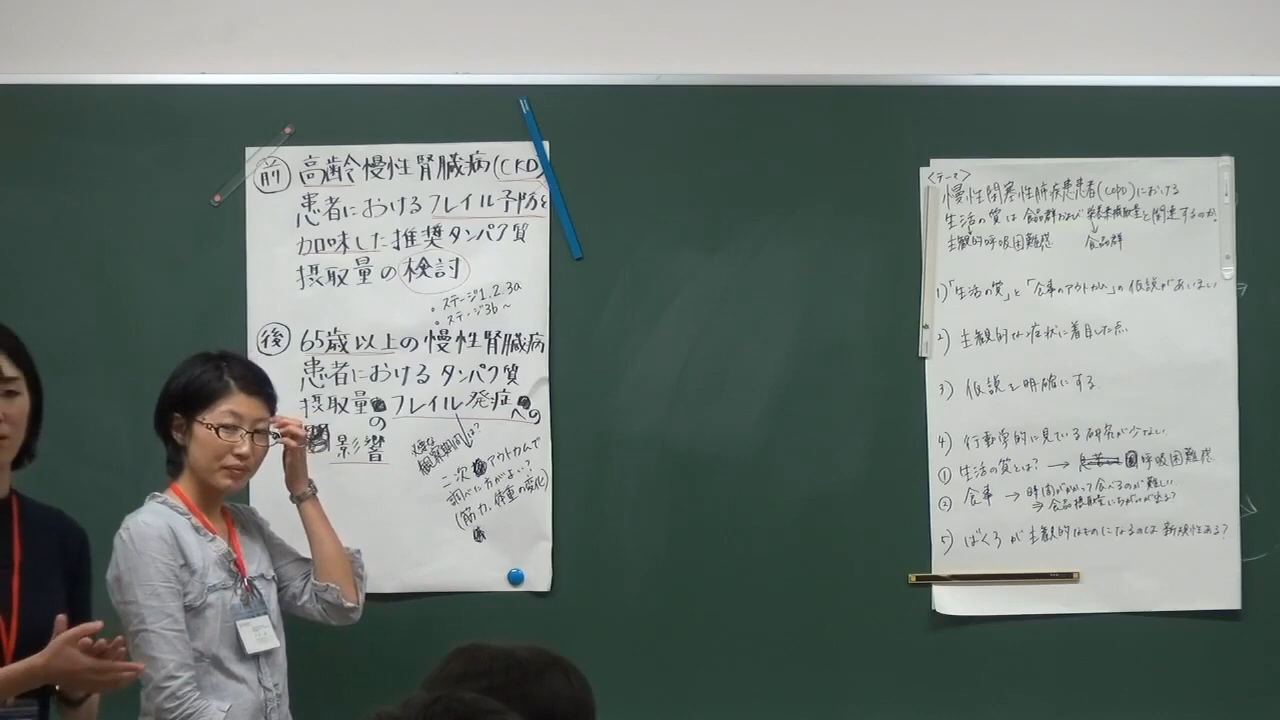 前 高齢慢性腎臓病(CKD)
患者におけるフレイル予防を
加味した推奨タンパク質
摂取量の検討
。ステージ1.2.3a
。ステージ3b〜
後 65歳以上の慢性腎臓病
患者におけるタンパク質
摂取量のフレイル発症への
影響
観察期間は?
二次アウトカムで
調べた方がよい?
(筋力、体重の変化)
<テーマ>
慢性閉塞性肺疾患患者(COPD)における
生活の質は食品群および栄養素摂取量と関連するのか。
主観的呼吸困難感 食品群
1)「生活の質」と「食事のアウトカム」の仮説があいまい
2) 主観的な症状に着目した点
3) 仮説を明確にする
4) 行動学的に見ている研究が少ない
① 生活の質とは? → 呼吸困難感
② 食事 → 時間がかかって食べるのが難しい
⇒ 食品摂取量にちがいが出る?
5) ばくろが主観的なものになるのは新規性ある?